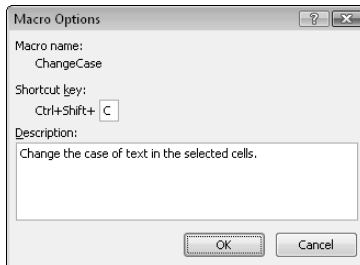 Macro Options
Macro name:
ChangeCase
Shortcut key:
Ctrl+Shift+ C
Description:
Change the case of text in the selected cells.
OK Cancel